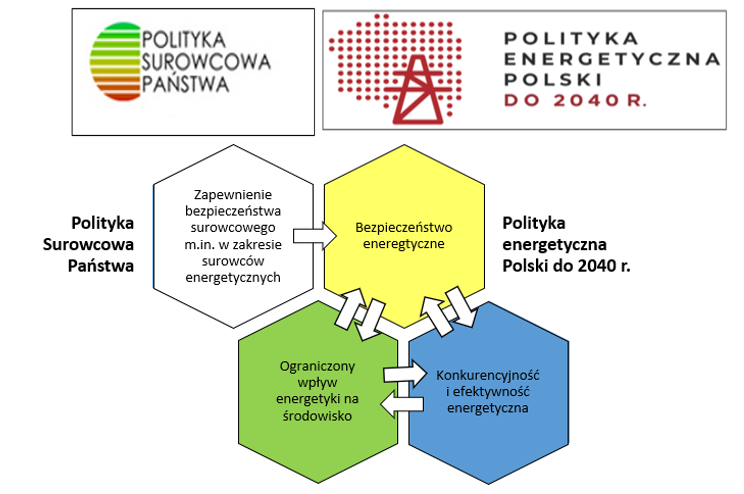 POLITYKA
SUROWCOWA
PAŃSTWA
POLITYKA
ENERGETYCZNA
POLSKI
DO 2040 R.
Polityka
Surowcowa
Państwa
Zapewnienie
bezpieczeństwa
surowcowego
m.in. w zakresie
surowców
energetycznych
Bezpieczeństwo
eneregtyczne
Polityka
energetyczna
Polski do 2040 r.
Ograniczony
wpływ
energetyki na
środowisko
Konkurencyjność
i efektywność
energetyczna